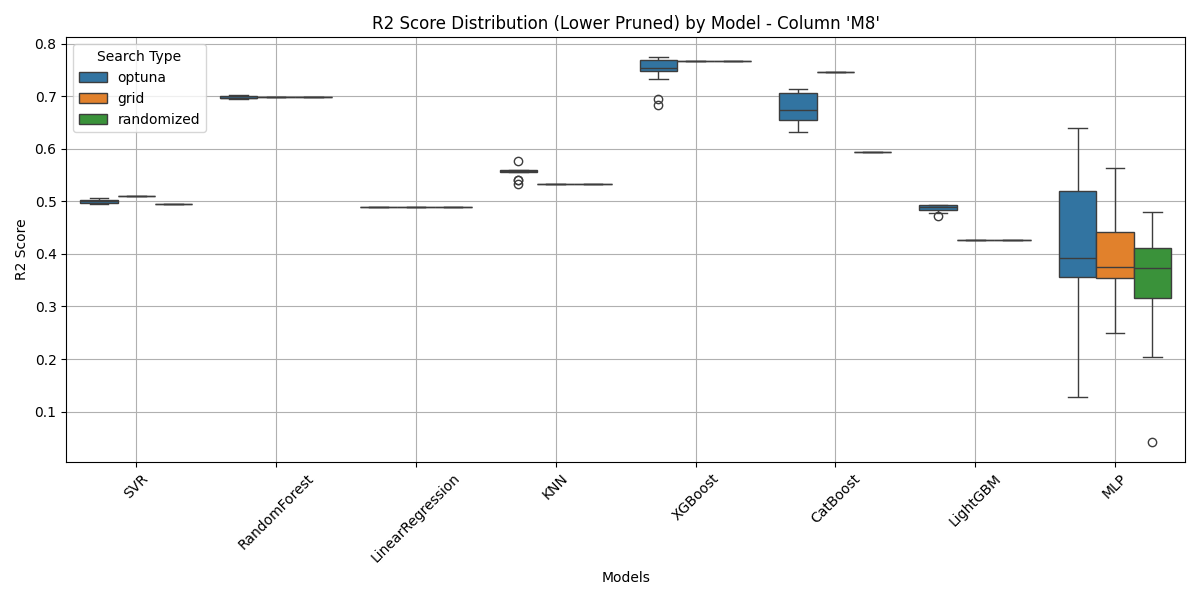 R2 Score Distribution (Lower Pruned) by Model - Column 'M8'
Search Type
optuna
grid
randomized
R2 Score
0.8
0.7
0.6
0.5
0.4
0.3
0.2
0.1
SVR
RandomForest
LinearRegression
KNN
XGBoost
CatBoost
LightGBM
MLP
Models